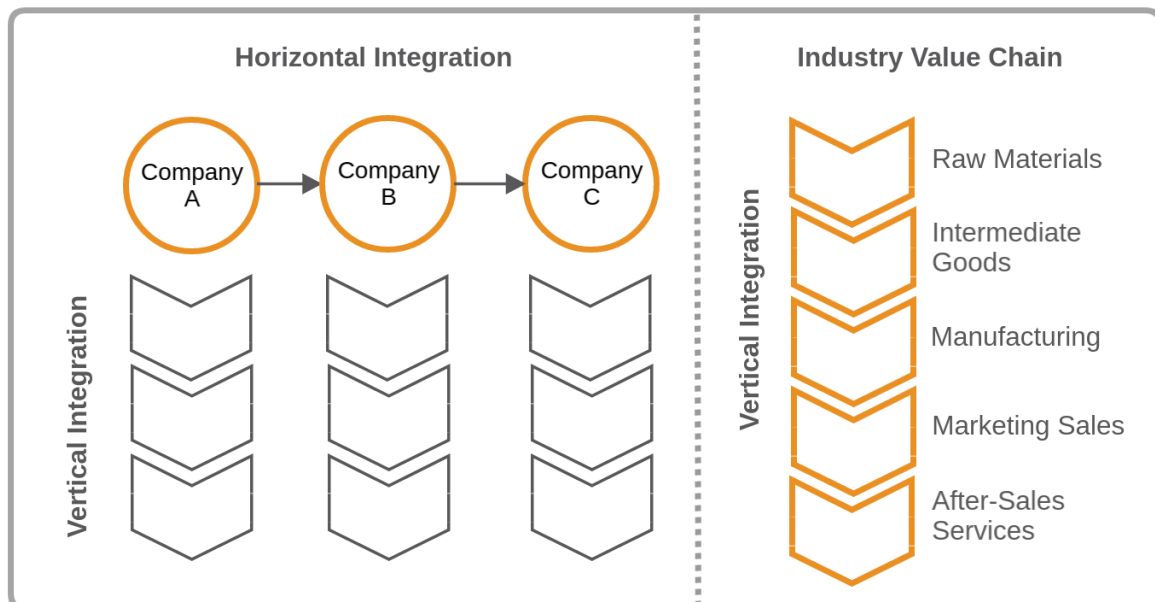 Horizontal Integration
Company
A
Company
B
Company
C
Vertical Integration
Industry Value Chain
Vertical Integration
Raw Materials
Intermediate
Goods
Manufacturing
Marketing Sales
After-Sales
Services